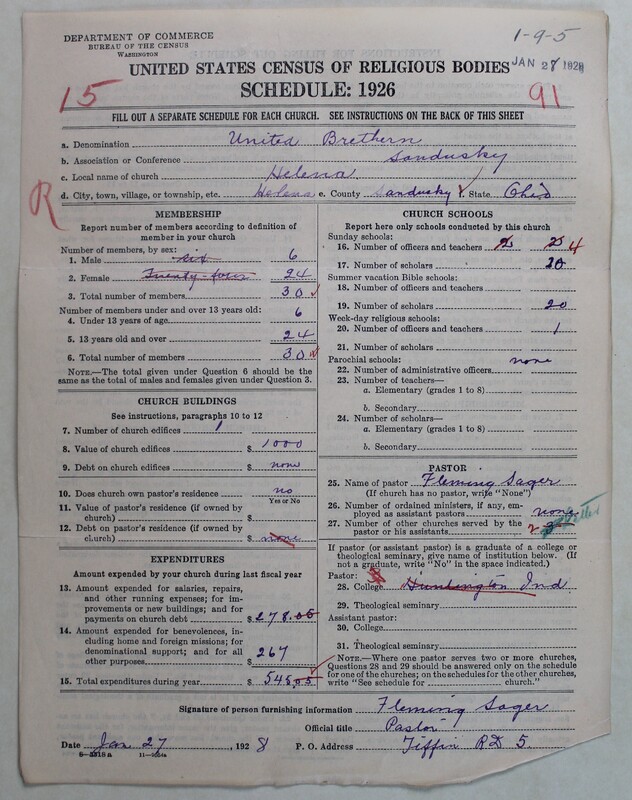 DEPARTMENT OF COMMERCE
BUREAU OF THE CENSUS
WASHINGTON
1-9-5
JAN 27 1928
UNITED STATES CENSUS OF RELIGIOUS BODIES
SCHEDULE: 1926
15
91
FILL OUT A SEPARATE SCHEDULE FOR EACH CHURCH. SEE INSTRUCTIONS ON THE BACK OF THIS SHEET
a. Denomination United Brethern
b. Association or Conference Sandusky
c. Local name of church Helena
d. City, town, village, or township, etc. Helena e. County Sandusky f. State Ohio
R
MEMBERSHIP
Report number of members according to definition of
member in your church
Number of members, by sex:
1. Male six 6
2. Female Twenty-four 24
3. Total number of members 30
Number of members under and over 13 years old:
4. Under 13 years of age 6
5. 13 years old and over 24
6. Total number of members 30
NOTE.—The total given under Question 6 should be the
same as the total of males and females given under Question 3.
CHURCH BUILDINGS
See instructions, paragraphs 10 to 12
7. Number of church edifices 1
8. Value of church edifices $ 1000
9. Debt on church edifices $ none
10. Does church own pastor's residence no
Yes or No
11. Value of pastor's residence (if owned by
church) $
12. Debt on pastor's residence (if owned by
church) $ none
EXPENDITURES
Amount expended by your church during last fiscal year
13. Amount expended for salaries, repairs,
and other running expenses; for im-
provements or new buildings; and for
payments on church debt $ 278.05
14. Amount expended for benevolences, in-
cluding home and foreign missions; for
denominational support; and for all
other purposes $ 267
15. Total expenditures during year $ 545.05
CHURCH SCHOOLS
Report here only schools conducted by this church
Sunday schools:
16. Number of officers and teachers 4
17. Number of scholars 20
Summer vacation Bible schools:
18. Number of officers and teachers
19. Number of scholars 20
Week-day religious schools:
20. Number of officers and teachers 1
21. Number of scholars
Parochial schools: none
22. Number of administrative officers
23. Number of teachers—
a. Elementary (grades 1 to 8)
b. Secondary
24. Number of scholars—
a. Elementary (grades 1 to 8)
b. Secondary
PASTOR
25. Name of pastor Fleming Sager
(If church has no pastor, write "None")
26. Number of ordained ministers, if any, em-
ployed as assistant pastors none
27. Number of other churches served by the
pastor or his assistants 2
If pastor (or assistant pastor) is a graduate of a college or
theological seminary, give name of institution below. (If
not a graduate, write "No" in the space indicated.)
Pastor:
28. College Huntington Ind
29. Theological seminary
Assistant pastor:
30. College
31. Theological seminary
NOTE.—Where one pastor serves two or more churches,
Questions 28 and 29 should be answered only on the schedule
for one of the churches; on the schedules for the other churches,
write "See schedule for church."
Signature of person furnishing information Fleming Sager
Official title Pastor
Date Jan 27, 1928 P. O. Address Tiffin RD 5